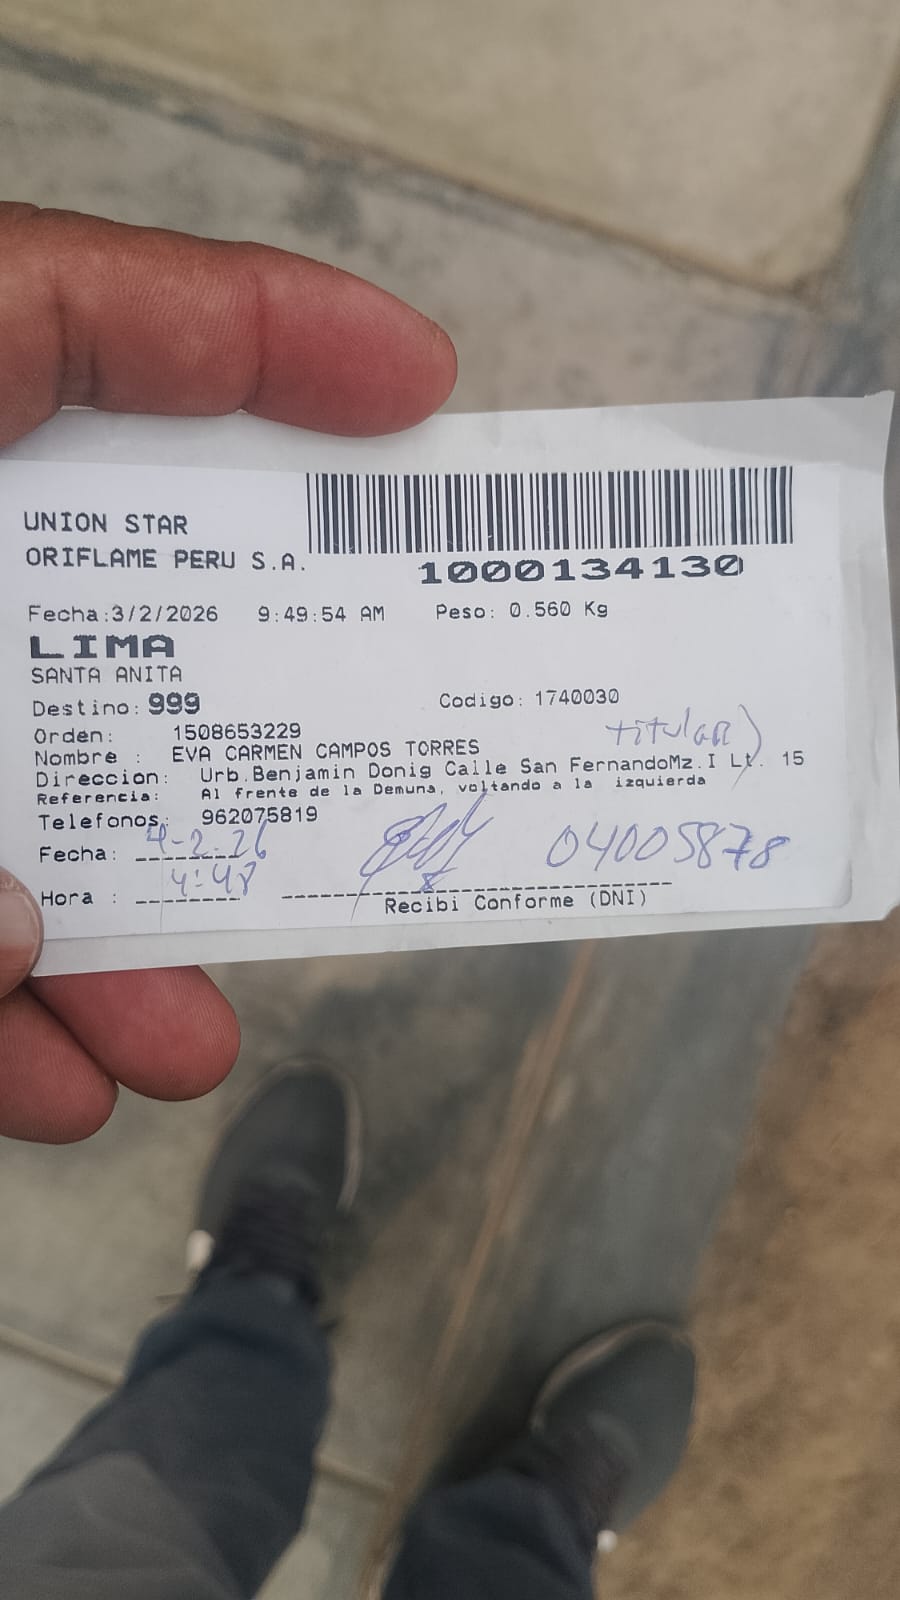 UNION STAR
ORIFLAME PERU S.A.
1000134130
Fecha:3/2/2026 9:49:54 AM Peso: 0.560 Kg
LIMA
SANTA ANITA
Destino: 999 Codigo: 1740030
Orden: 1508653229
titular)
Nombre : EVA CARMEN CAMPOS TORRES
Direccion: Urb.Benjamin Donig Calle San FernandoMz.I Lt. 15
Referencia: Al frente de la Demuna, voltando a la izquierda
Telefonos: 962075819
Fecha: 4-2-26 04005878
Hora : 4:48
Recibi Conforme (DNI)